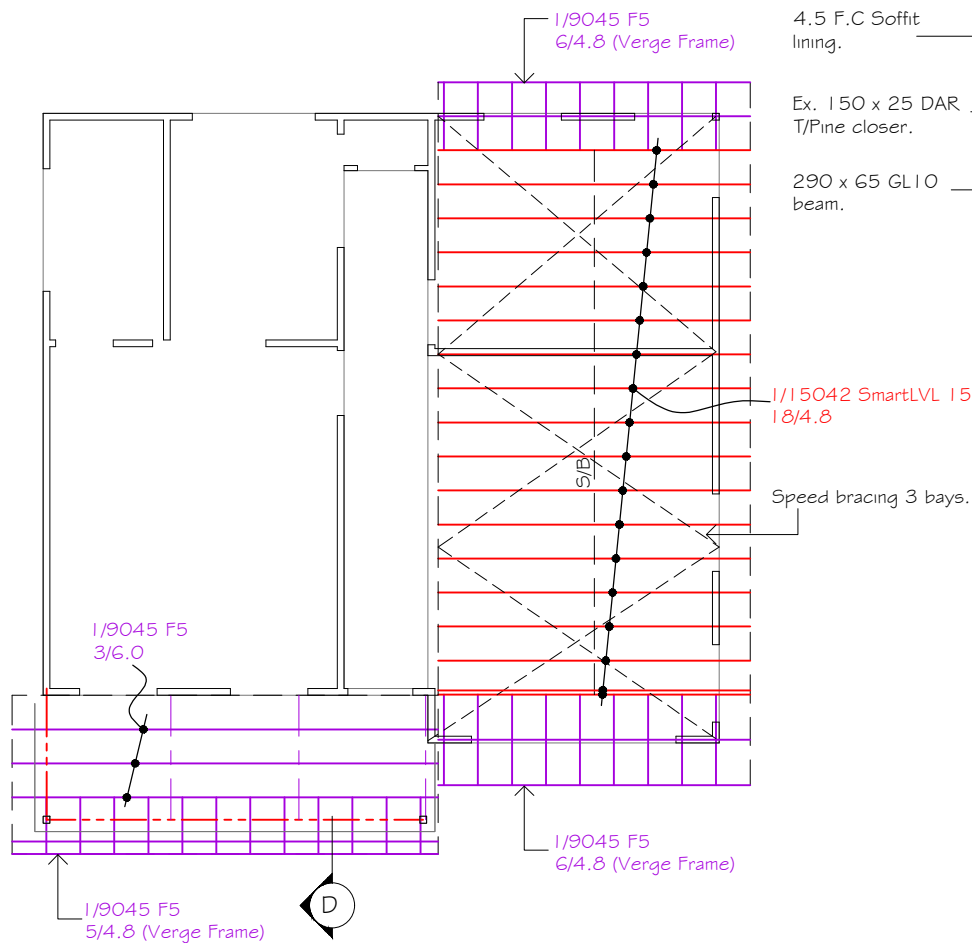 1/9045 F5
6/4.8 (Verge Frame)
4.5 F.C Soffit
lining.
Ex. 150 x 25 DAR
T/Pine closer.
290 x 65 GL10
beam.
1/15042 SmartLVL 15
18/4.8
S/B
Speed bracing 3 bays.
1/9045 F5
3/6.0
1/9045 F5
6/4.8 (Verge Frame)
1/9045 F5
5/4.8 (Verge Frame)
D